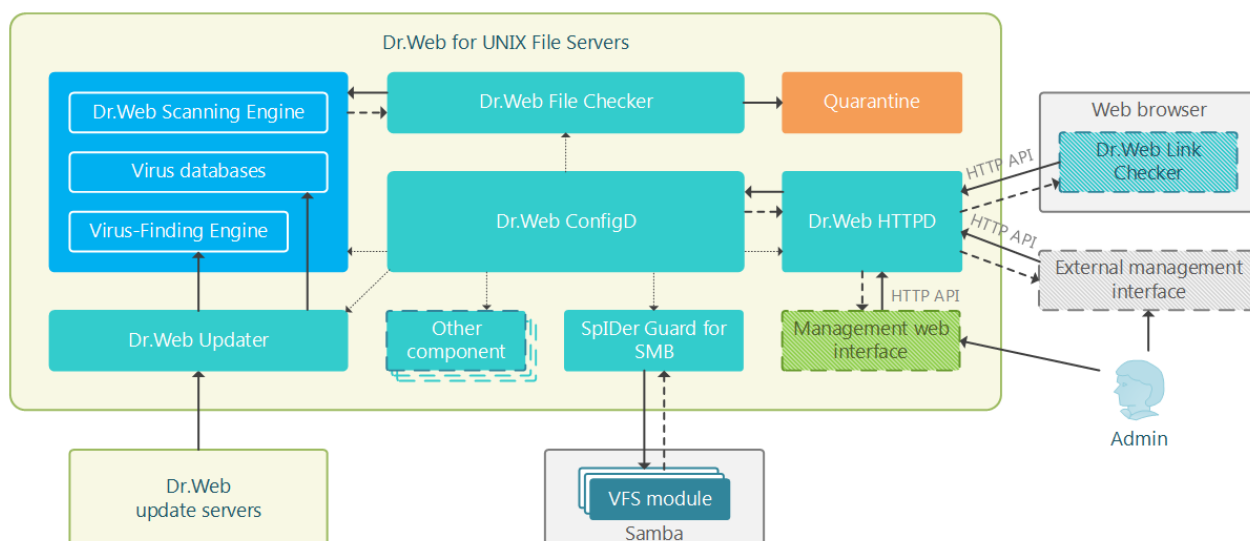 Dr.Web for UNIX File Servers
Dr.Web Scanning Engine
Dr.Web File Checker
Quarantine
Virus databases
Virus-Finding Engine
Dr.Web ConfigD
Dr.Web HTTPD
Web browser
HTTP API
Dr.Web Link
Checker
HTTP API
External management
interface
HTTP API
Dr.Web Updater
Other
component
SpIDer Guard for
SMB
Management web
interface
Admin
Dr.Web
update servers
VFS module
Samba